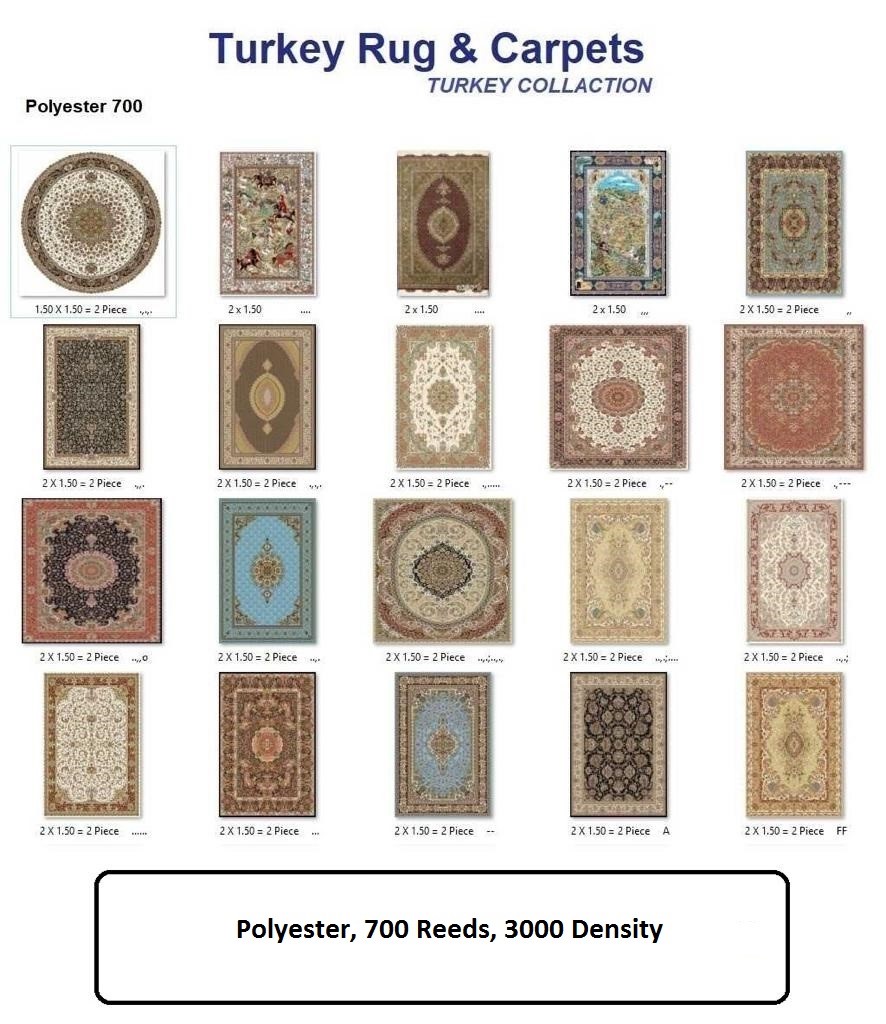 Turkey Rug & Carpets
TURKEY COLLACTION
Polyester 700
1.50 X 1.50 = 2 Piece .,.,.
2 x 1.50 ....
2 x 1.50 ....
2 x 1.50 ,,,
2 X 1.50 = 2 Piece ,,
2 X 1.50 = 2 Piece .,,.
2 X 1.50 = 2 Piece .,.,.
2 X 1.50 = 2 Piece .,.....
2 X 1.50 = 2 Piece .,--
2 X 1.50 = 2 Piece .,---
2 X 1.50 = 2 Piece ..,,o
2 X 1.50 = 2 Piece ..,.
2 X 1.50 = 2 Piece ..,.;..,.,
2 X 1.50 = 2 Piece ..,.;....
2 X 1.50 = 2 Piece ..,.;
2 X 1.50 = 2 Piece ......
2 X 1.50 = 2 Piece ...
2 X 1.50 = 2 Piece --
2 X 1.50 = 2 Piece A
2 X 1.50 = 2 Piece FF
Polyester, 700 Reeds, 3000 Density